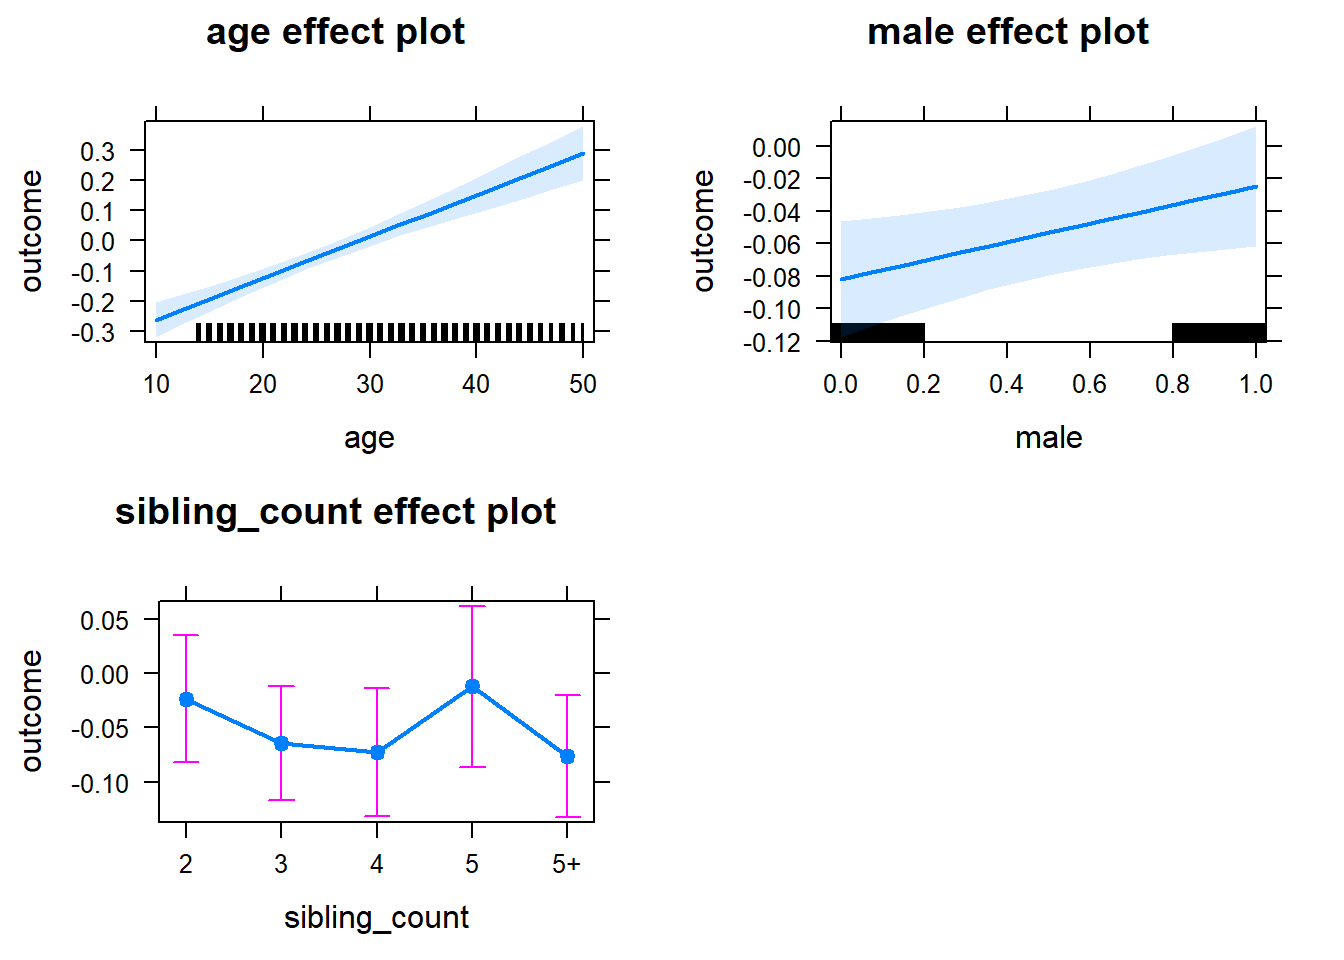 age effect plot
outcome
0.3
0.2
0.1
0.0
-0.1
-0.2
-0.3
10 20 30 40 50
age
male effect plot
outcome
0.00
-0.02
-0.04
-0.06
-0.08
-0.10
-0.12
0.0 0.2 0.4 0.6 0.8 1.0
male
sibling_count effect plot
outcome
0.05
0.00
-0.05
-0.10
2 3 4 5 5+
sibling_count